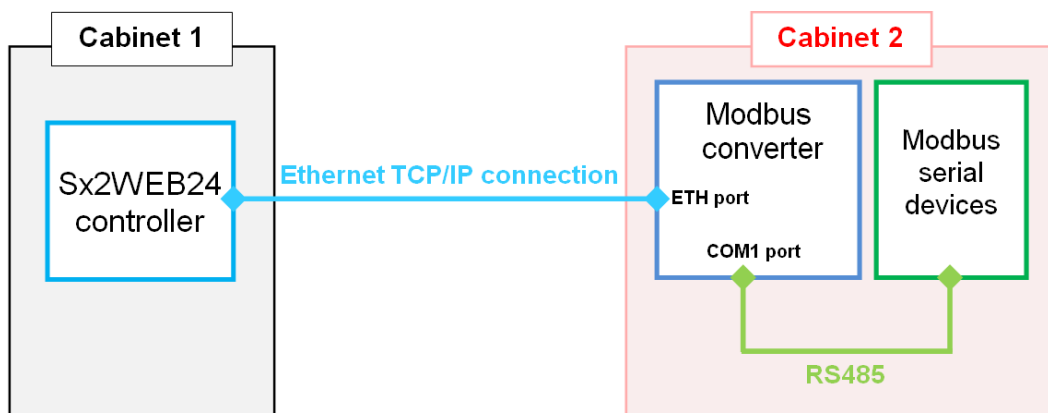 Cabinet 1
Cabinet 2
Sx2WEB24
controller
Ethernet TCP/IP connection
Modbus
converter
ETH port
COM1 port
Modbus
serial
devices
RS485